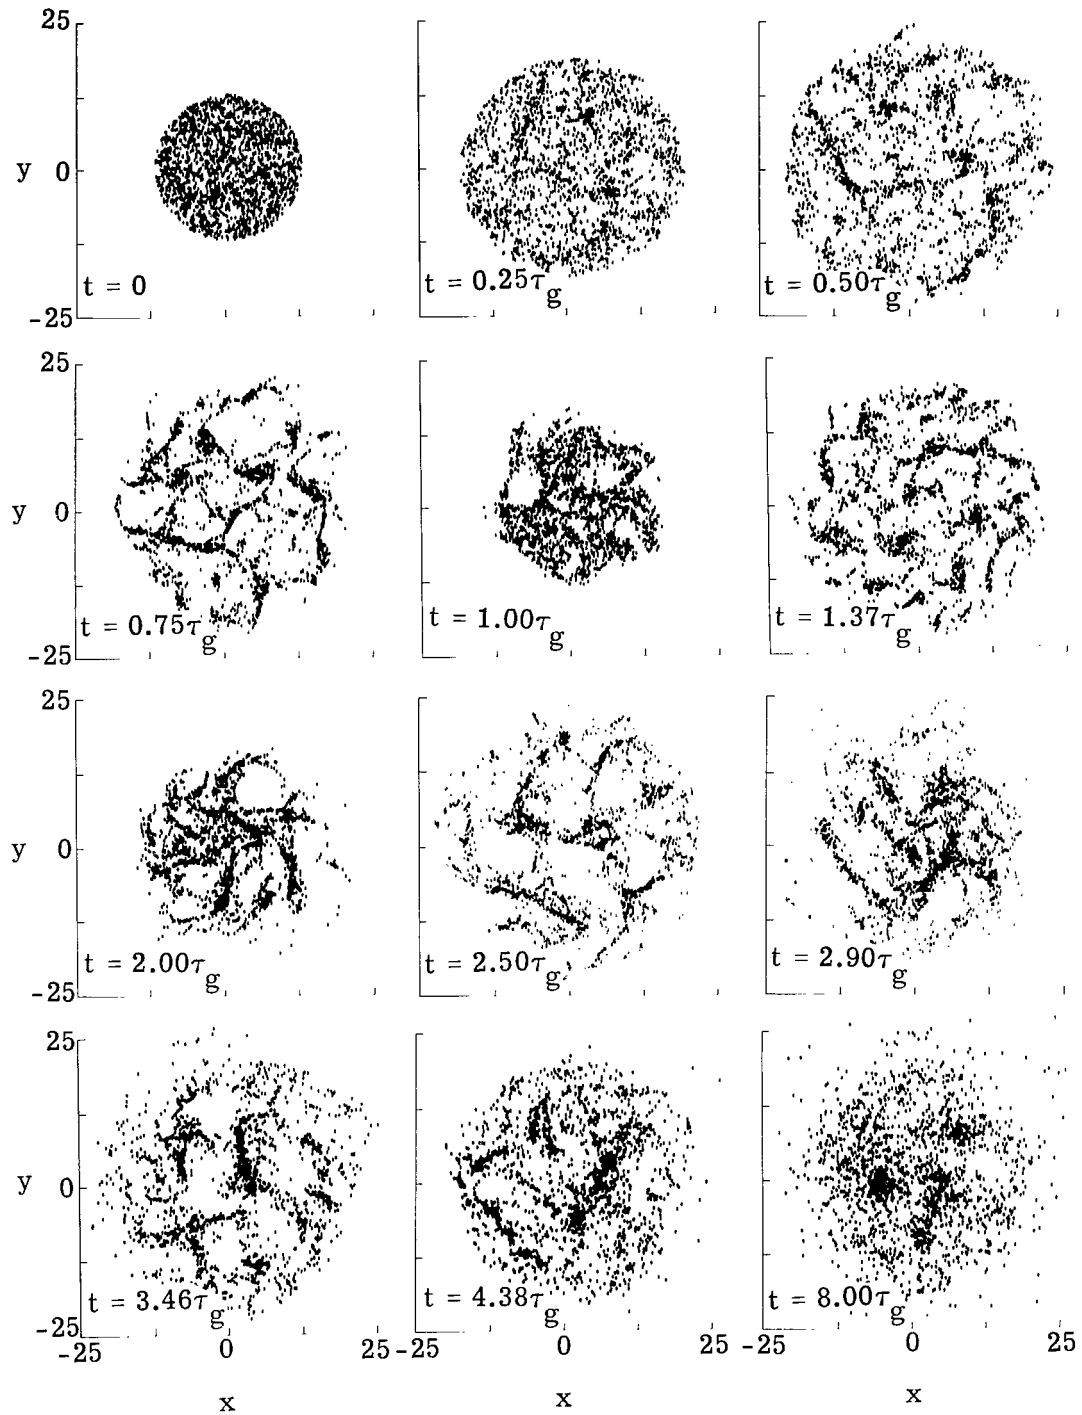 25
y 0
-25
t = 0
t = 0.25τg
t = 0.50τg
25
y 0
-25
t = 0.75τg
t = 1.00τg
t = 1.37τg
25
y 0
-25
t = 2.00τg
t = 2.50τg
t = 2.90τg
25
y 0
-25
t = 3.46τg
t = 4.38τg
t = 8.00τg
-25 0 25 -25 0 25 -25 0 25
x x x